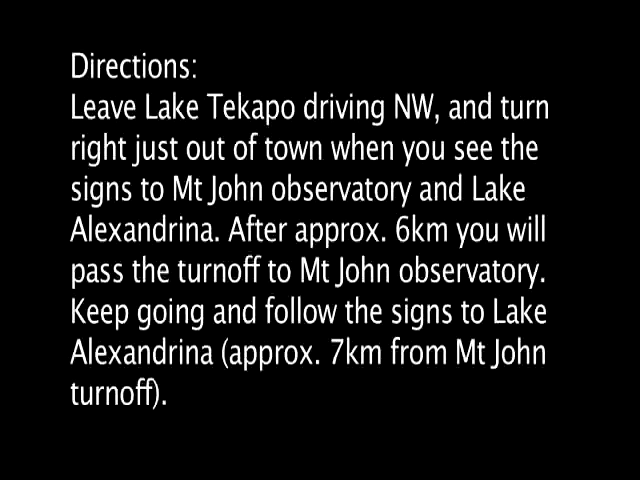 Directions:
Leave Lake Tekapo driving NW, and turn
right just out of town when you see the
signs to Mt John observatory and Lake
Alexandrina. After approx. 6km you will
pass the turnoff to Mt John observatory.
Keep going and follow the signs to Lake
Alexandrina (approx. 7km from Mt John
turnoff).